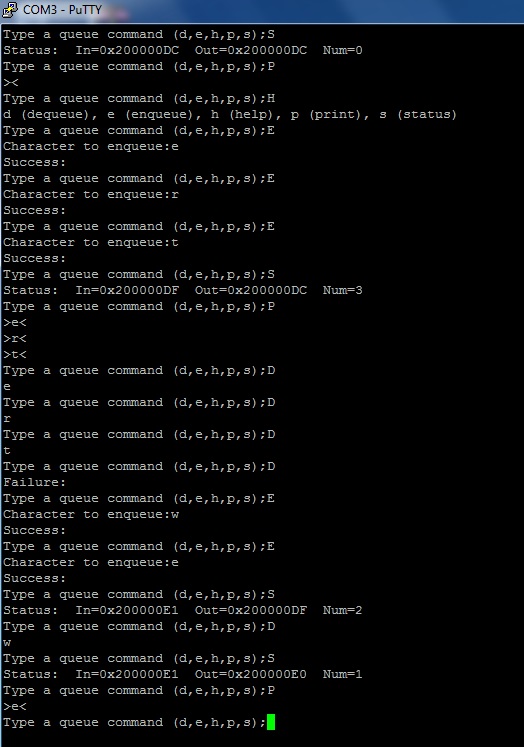 COM3 - PuTTY
Type a queue command (d,e,h,p,s);S
Status:  In=0x200000DC  Out=0x200000DC  Num=0
Type a queue command (d,e,h,p,s);P
><
Type a queue command (d,e,h,p,s);H
d (dequeue), e (enqueue), h (help), p (print), s (status)
Type a queue command (d,e,h,p,s);E
Character to enqueue:e
Success:
Type a queue command (d,e,h,p,s);E
Character to enqueue:r
Success:
Type a queue command (d,e,h,p,s);E
Character to enqueue:t
Success:
Type a queue command (d,e,h,p,s);S
Status:  In=0x200000DF  Out=0x200000DC  Num=3
Type a queue command (d,e,h,p,s);P
>e<
>r<
>t<
Type a queue command (d,e,h,p,s);D
e
Type a queue command (d,e,h,p,s);D
r
Type a queue command (d,e,h,p,s);D
t
Type a queue command (d,e,h,p,s);D
Failure:
Type a queue command (d,e,h,p,s);E
Character to enqueue:w
Success:
Type a queue command (d,e,h,p,s);E
Character to enqueue:e
Success:
Type a queue command (d,e,h,p,s);S
Status:  In=0x200000E1  Out=0x200000DF  Num=2
Type a queue command (d,e,h,p,s);D
w
Type a queue command (d,e,h,p,s);S
Status:  In=0x200000E1  Out=0x200000E0  Num=1
Type a queue command (d,e,h,p,s);P
>e<
Type a queue command (d,e,h,p,s);